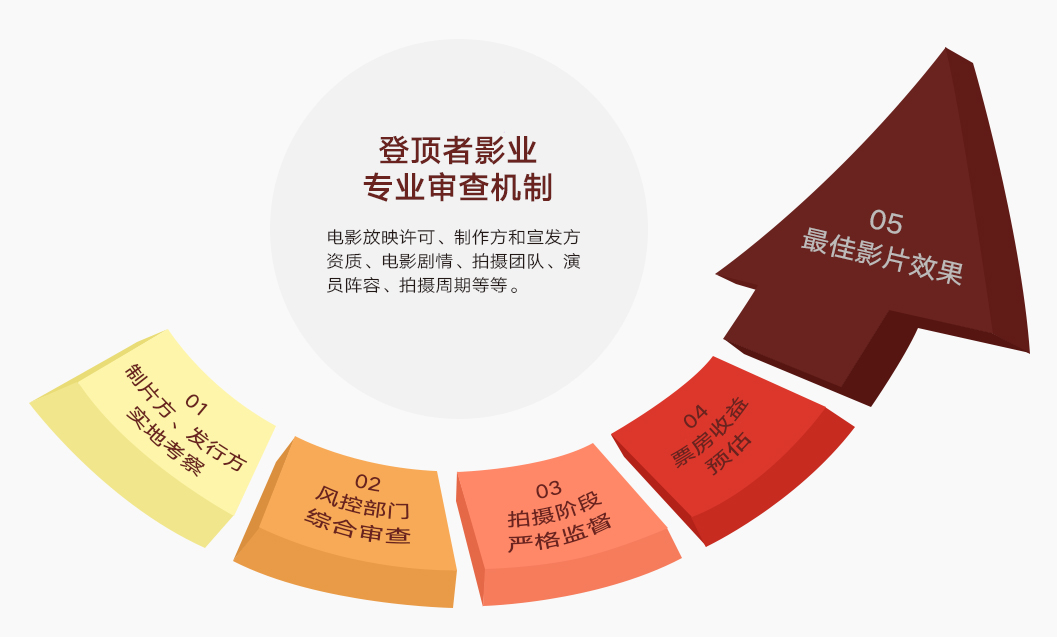 登顶者影业
专业审查机制
电影放映许可、制作方和宣发方
资质、电影剧情、拍摄团队、演
员阵容、拍摄周期等等。
01
制片方、发行方
实地考察
02
风控部门
综合审查
03
拍摄阶段
严格监督
04
票房收益
预估
05
最佳影片效果